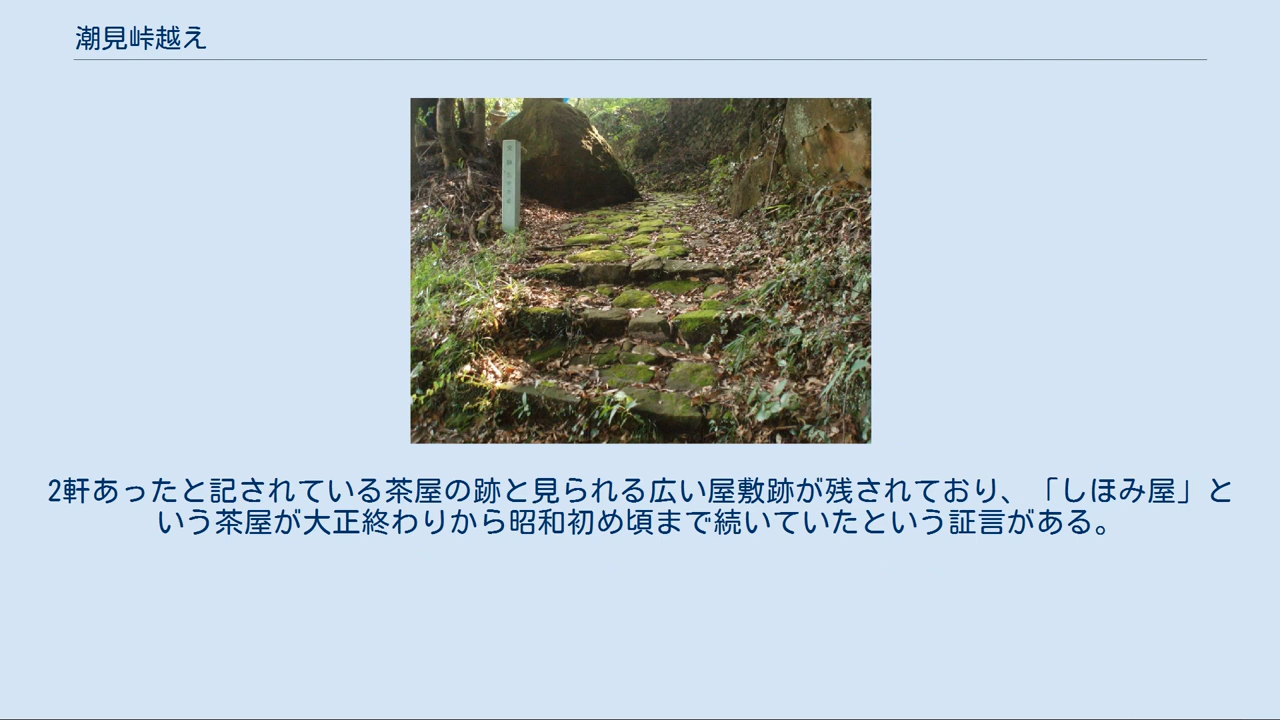 潮見峠越え
2軒あったと記されている茶屋の跡と見られる広い屋敷跡が残されており、「しほみ屋」と
いう茶屋が大正終わりから昭和初め頃まで続いていたという証言がある。